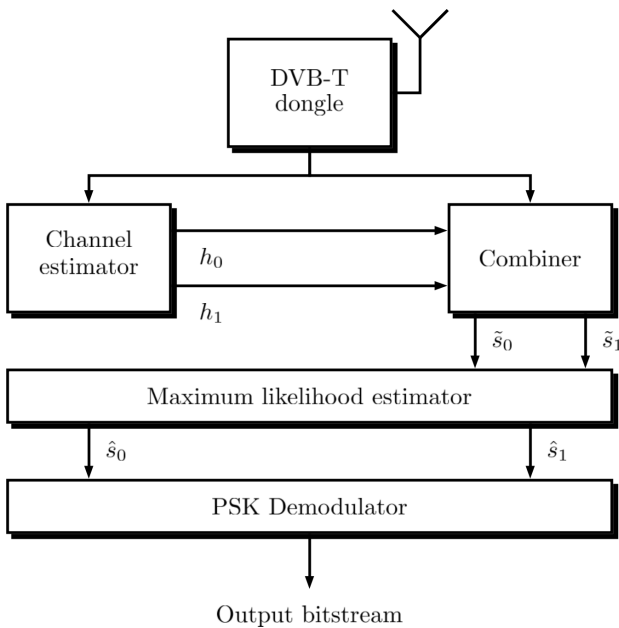 DVB-T
dongle
Channel
estimator
h₀
h₁
Combiner
s̃₀
s̃₁
Maximum likelihood estimator
ŝ₀
ŝ₁
PSK Demodulator
Output bitstream